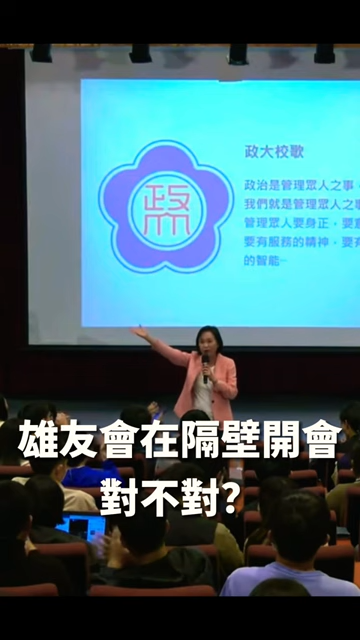 政大
政大校歌
政治是管理眾人之事，
我們就是管理眾人之
管理眾人要身正，要
要有服務的精神，要
的智能…
雄友會在隔壁開會
對不對？